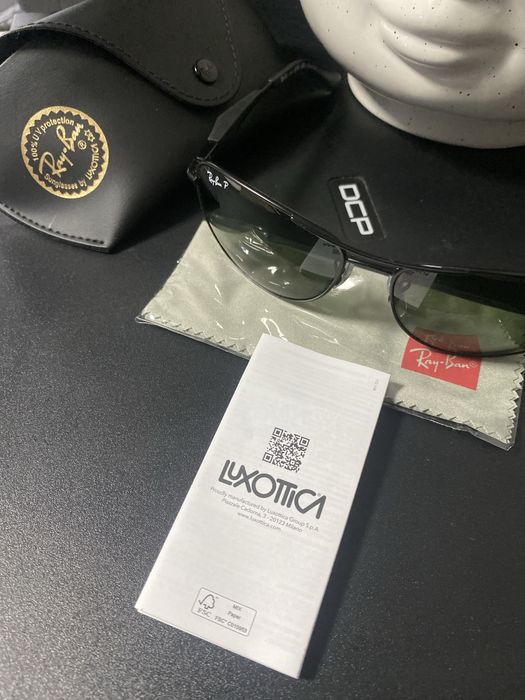 100% UV protection
Ray-Ban®
Sunglasses by LUXOTTICA
Ray-Ban P
DCP
Ray-Ban
LUXOTTICA®
Proudly manufactured by Luxottica Group S.p.A.
Piazzale Cadorna, 3 - 20123 Milano
www.luxottica.com
FSC
MIX
Paper